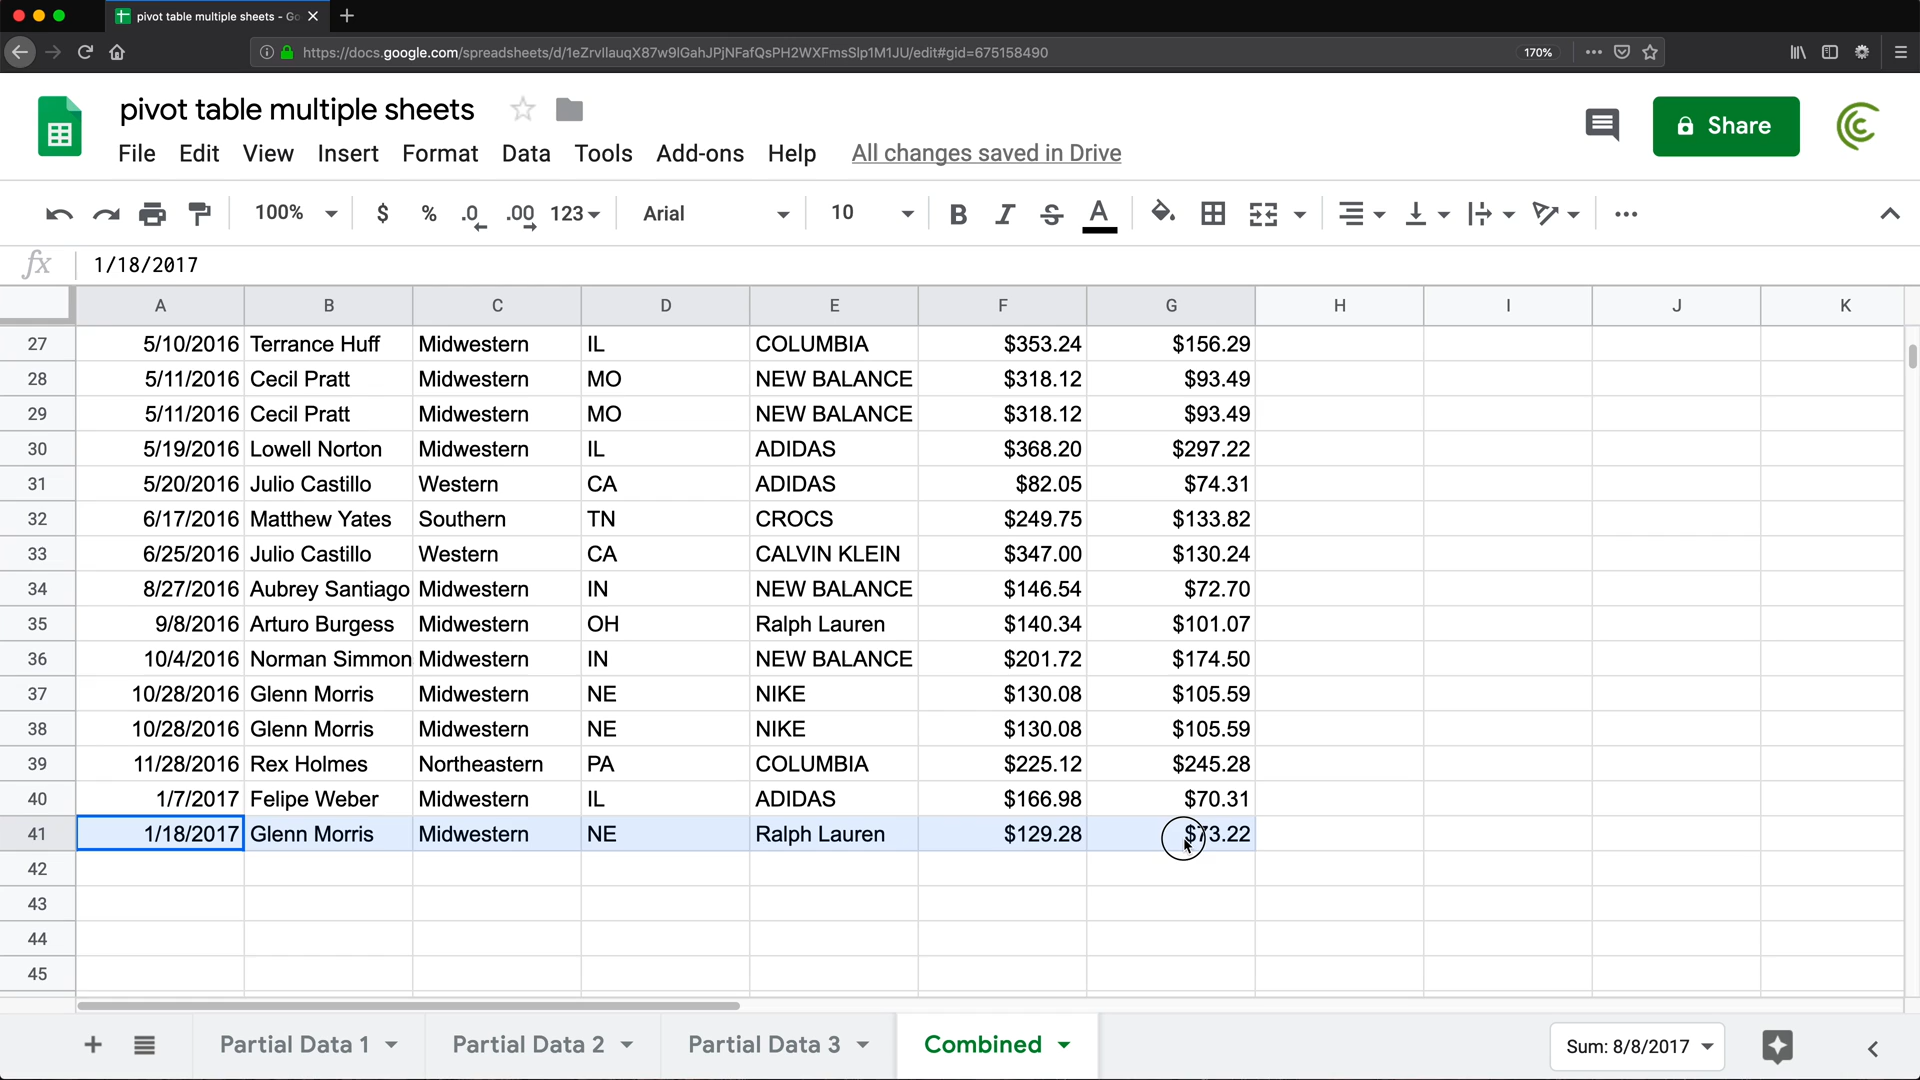 pivot table multiple sheets - Go
https://docs.google.com/spreadsheets/d/1eZrvIlauqX87w9IGahJPjNFafQsPH2WXFmsSlp1M1JU/edit#gid=675158490 170%
pivot table multiple sheets
Share
File Edit View Insert Format Data Tools Add-ons Help All changes saved in Drive
100% $ % .0 .00 123 Arial 10 B I S A
fx 1/18/2017
A B C D E F G H I J K
27 5/10/2016 Terrance Huff Midwestern IL COLUMBIA $353.24 $156.29
28 5/11/2016 Cecil Pratt Midwestern MO NEW BALANCE $318.12 $93.49
29 5/11/2016 Cecil Pratt Midwestern MO NEW BALANCE $318.12 $93.49
30 5/19/2016 Lowell Norton Midwestern IL ADIDAS $368.20 $297.22
31 5/20/2016 Julio Castillo Western CA ADIDAS $82.05 $74.31
32 6/17/2016 Matthew Yates Southern TN CROCS $249.75 $133.82
33 6/25/2016 Julio Castillo Western CA CALVIN KLEIN $347.00 $130.24
34 8/27/2016 Aubrey Santiago Midwestern IN NEW BALANCE $146.54 $72.70
35 9/8/2016 Arturo Burgess Midwestern OH Ralph Lauren $140.34 $101.07
36 10/4/2016 Norman Simmon Midwestern IN NEW BALANCE $201.72 $174.50
37 10/28/2016 Glenn Morris Midwestern NE NIKE $130.08 $105.59
38 10/28/2016 Glenn Morris Midwestern NE NIKE $130.08 $105.59
39 11/28/2016 Rex Holmes Northeastern PA COLUMBIA $225.12 $245.28
40 1/7/2017 Felipe Weber Midwestern IL ADIDAS $166.98 $70.31
41 1/18/2017 Glenn Morris Midwestern NE Ralph Lauren $129.28 $73.22
42
43
44
45
Partial Data 1 Partial Data 2 Partial Data 3 Combined Sum: 8/8/2017